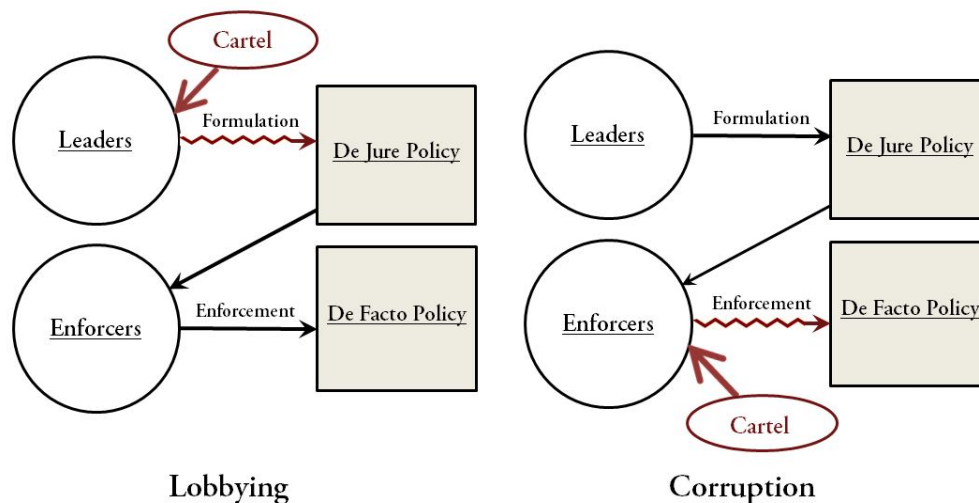 Cartel
Leaders
Formulation
De Jure Policy
Enforcers
Enforcement
De Facto Policy
Lobbying
Leaders
Formulation
De Jure Policy
Enforcers
Enforcement
De Facto Policy
Cartel
Corruption